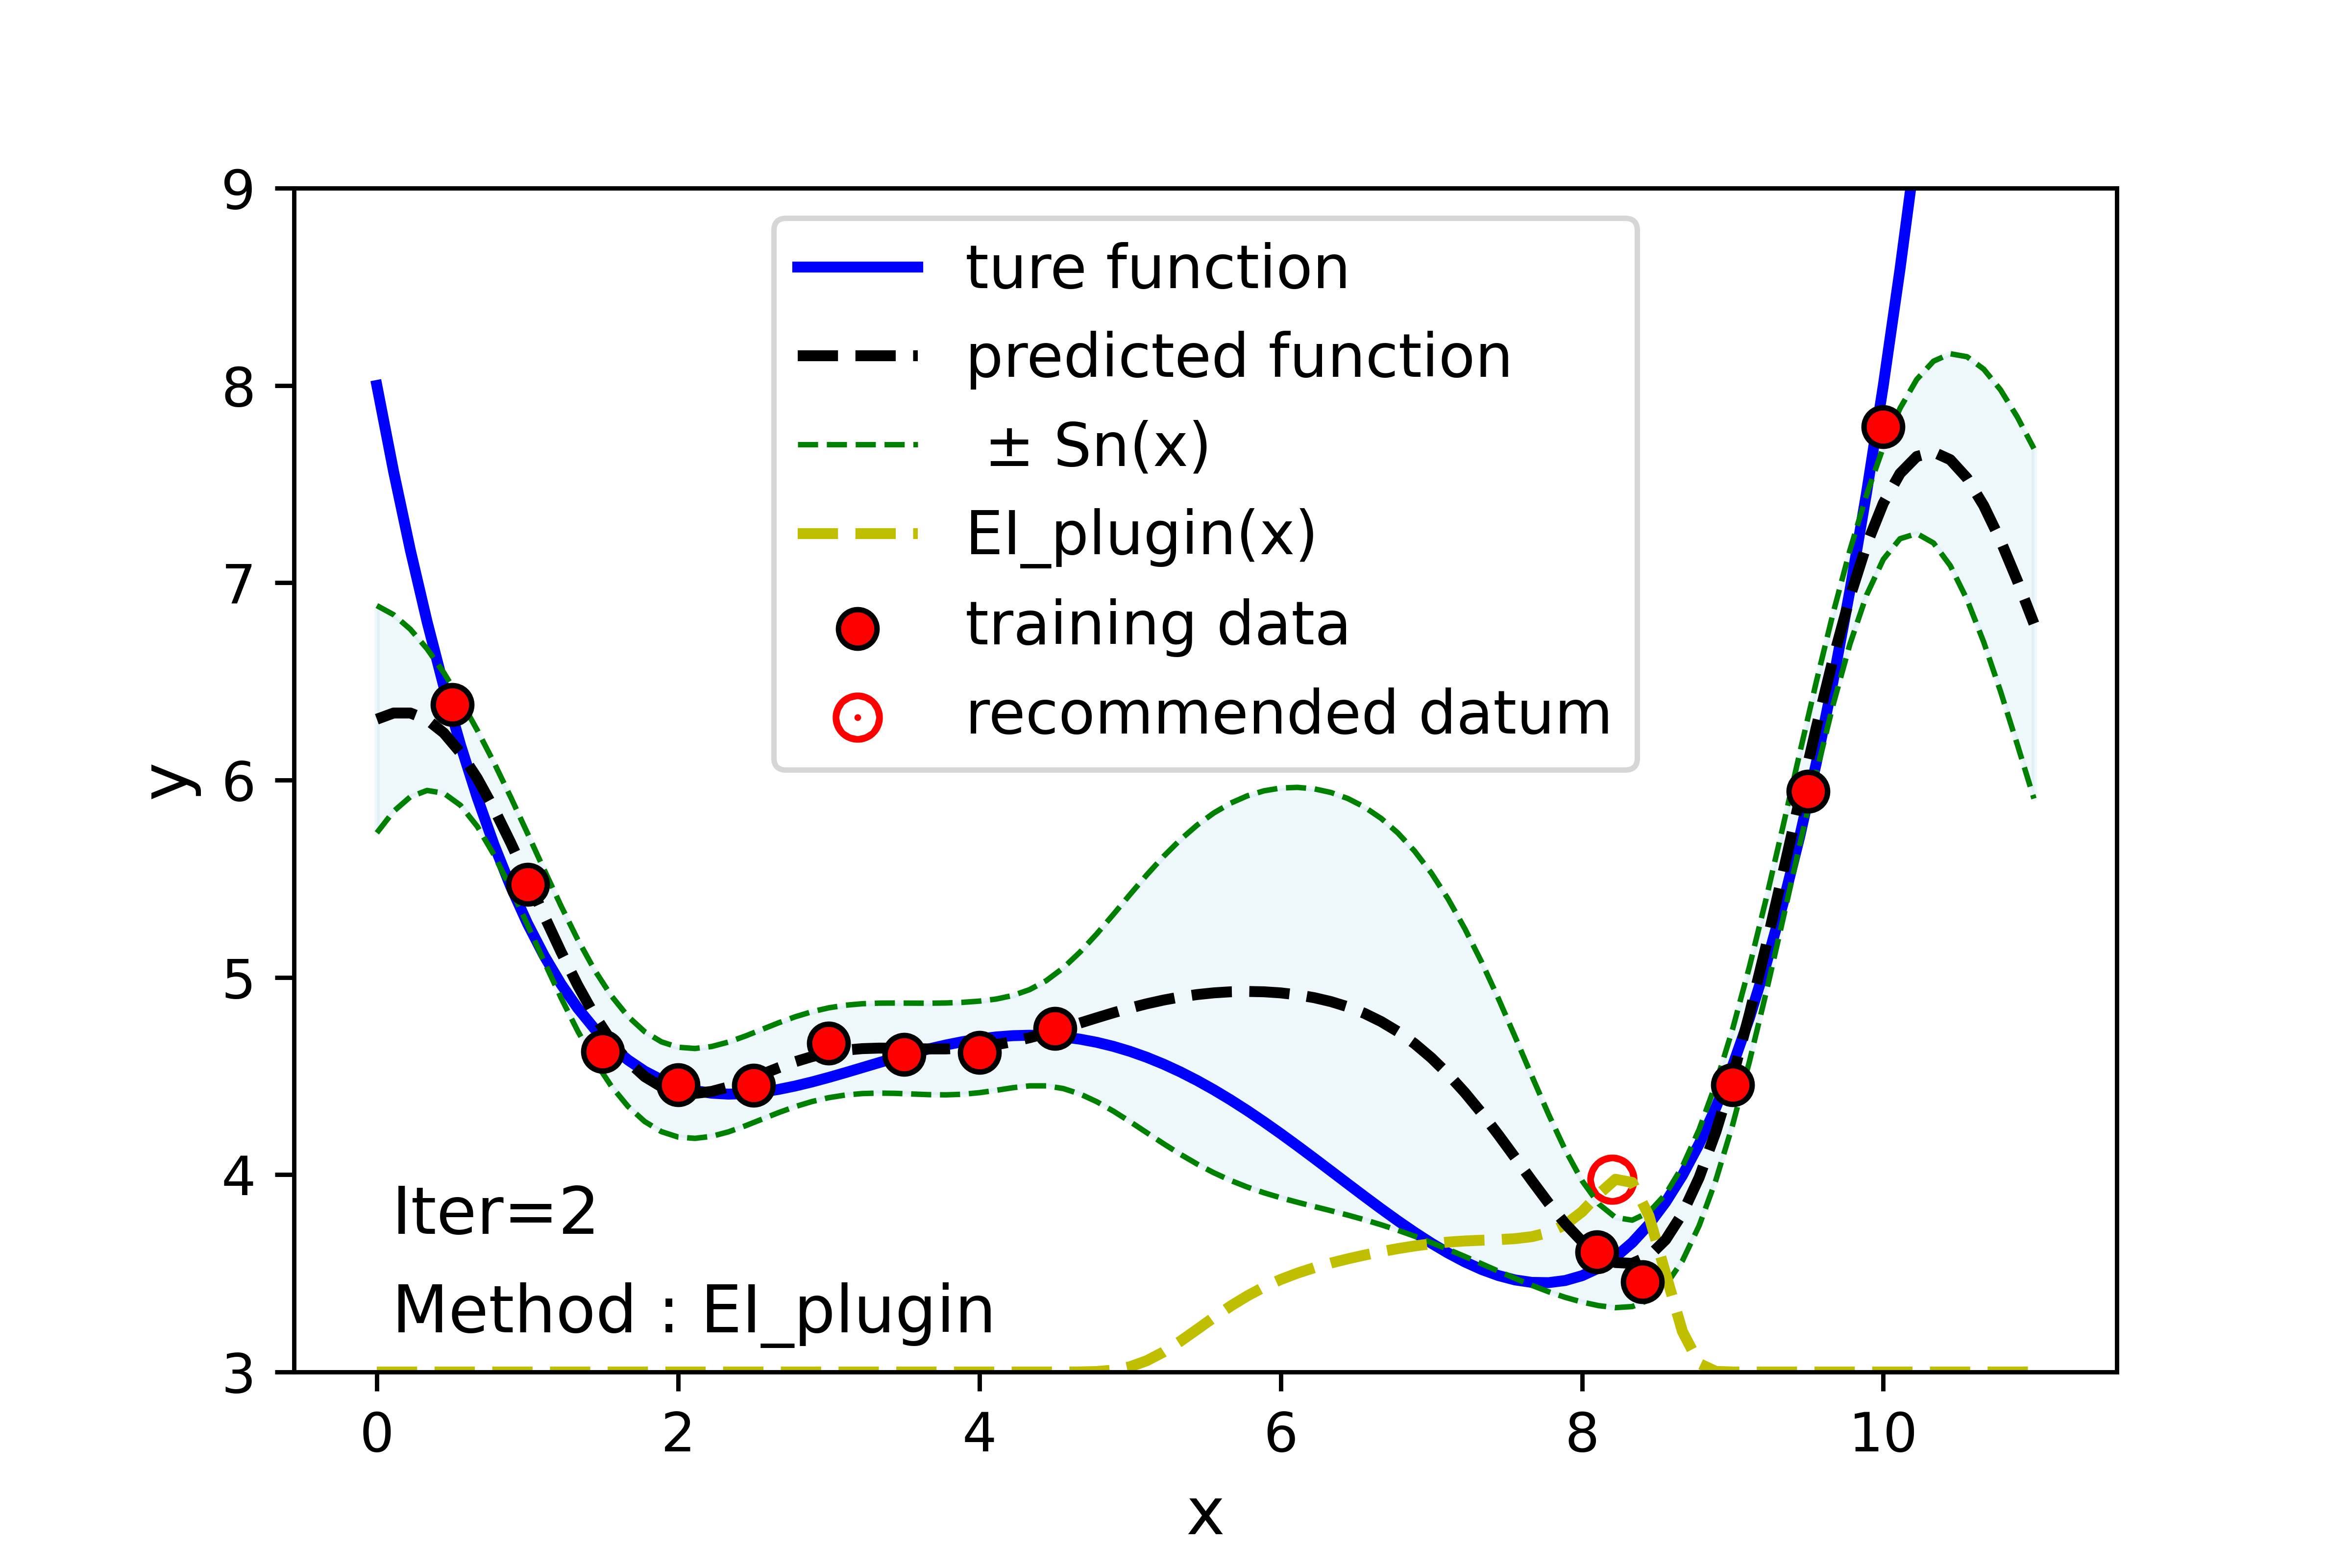 9
8
7
6
5
4
3
y
ture function
predicted function
± Sn(x)
EI_plugin(x)
training data
recommended datum
Iter=2
Method : EI_plugin
0 2 4 6 8 10
x